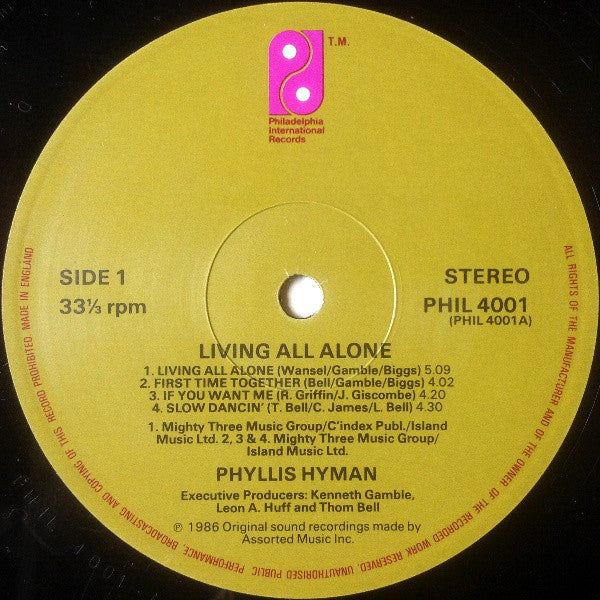 T.M.
Philadelphia
International
Records
SIDE 1
33⅓ rpm
STEREO
PHIL 4001
(PHIL 4001A)
LIVING ALL ALONE
1. LIVING ALL ALONE (Wansel/Gamble/Biggs) 5.09
2. FIRST TIME TOGETHER (Bell/Gamble/Biggs) 4.02
3. IF YOU WANT ME (R. Griffin/J. Giscombe) 4.20
4. SLOW DANCIN' (T. Bell/C. James/L. Bell) 4.30
1. Mighty Three Music Group/C'index Publ./Island
Music Ltd. 2, 3 & 4. Mighty Three Music Group/
Island Music Ltd.
PHYLLIS HYMAN
Executive Producers: Kenneth Gamble,
Leon A. Huff and Thom Bell
℗ 1986 Original sound recordings made by
Assorted Music Inc.
ALL RIGHTS OF THE MANUFACTURER AND OF THE OWNER OF THE RECORDED WORK RESERVED. UNAUTHORISED PUBLIC PERFORMANCE, BROADCASTING AND COPYING OF THIS RECORD PROHIBITED. MADE IN ENGLAND
PHIL 4001